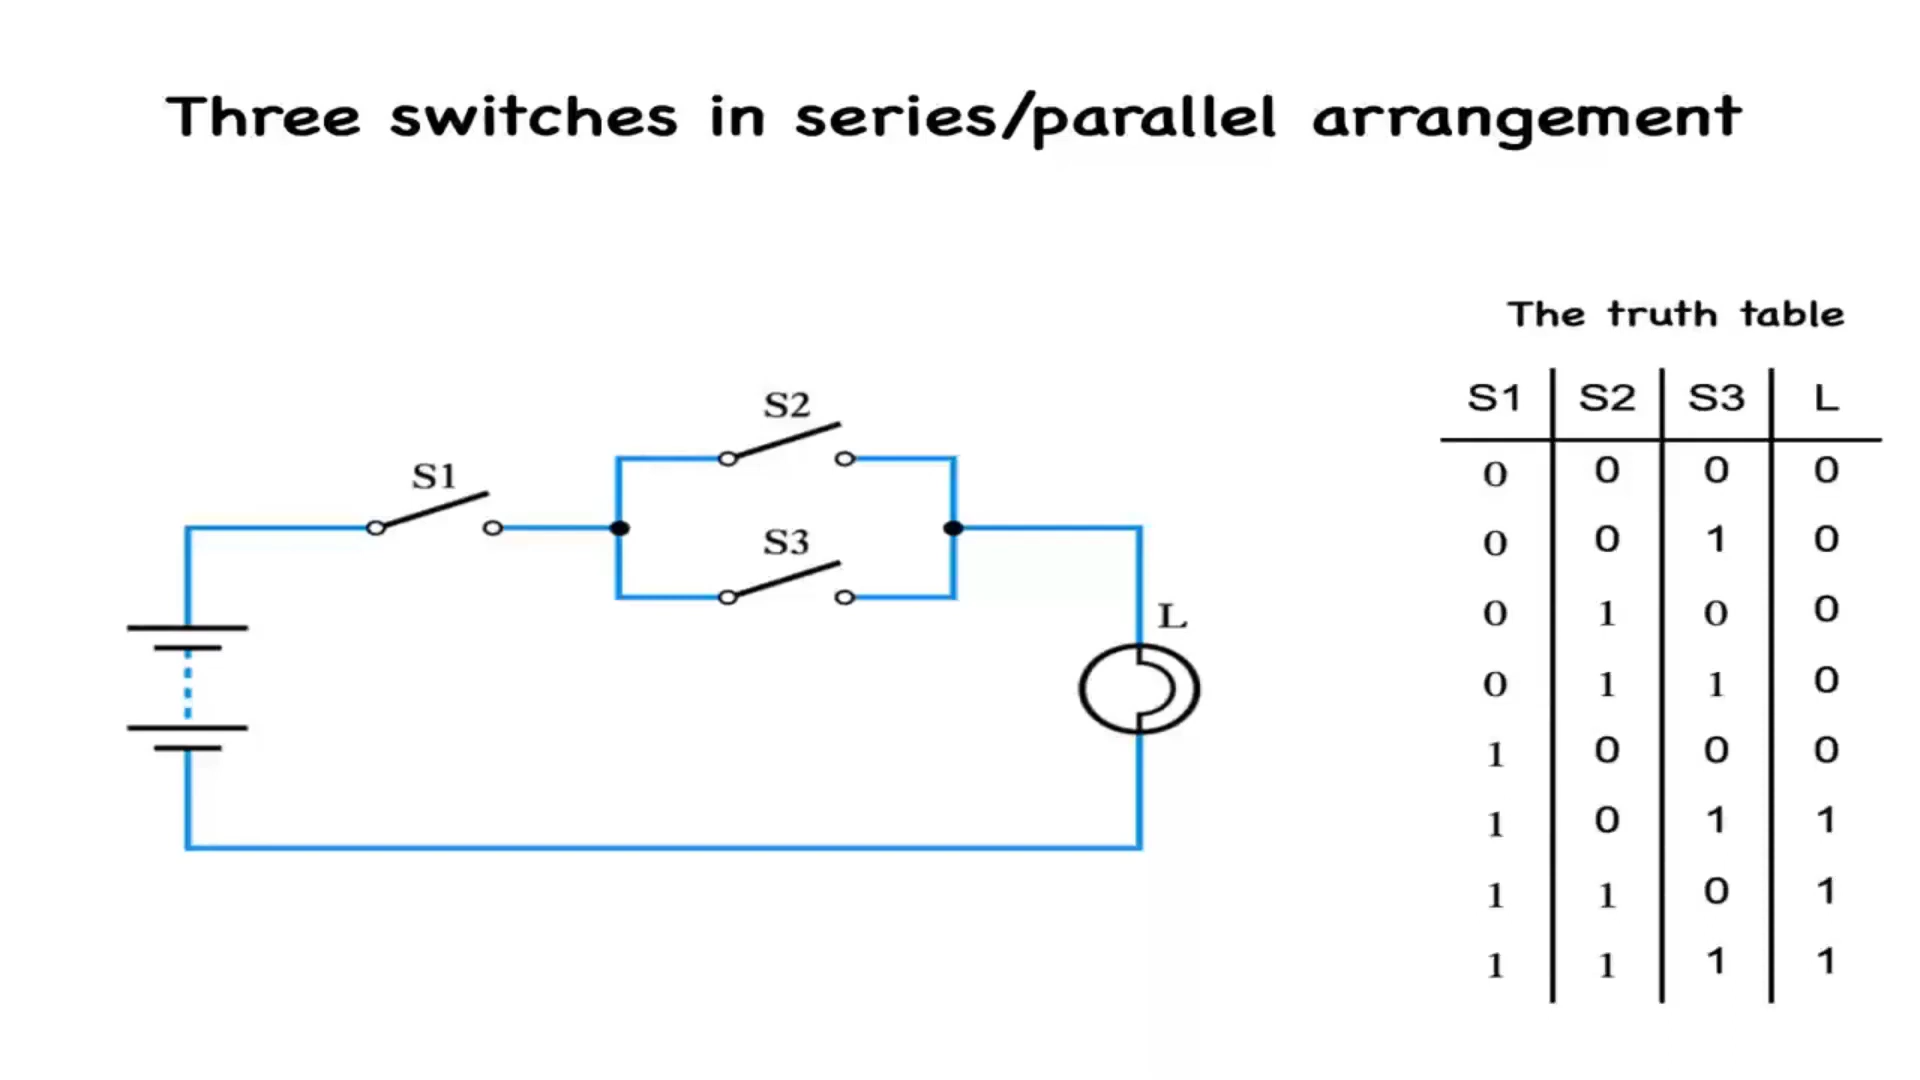 Three switches in series/parallel arrangement
The truth table
S1 S2 S3 L
S2
S1
S3
L
0 0 0 0
0 0 1 0
0 1 0 0
0 1 1 0
1 0 0 0
1 0 1 1
1 1 0 1
1 1 1 1